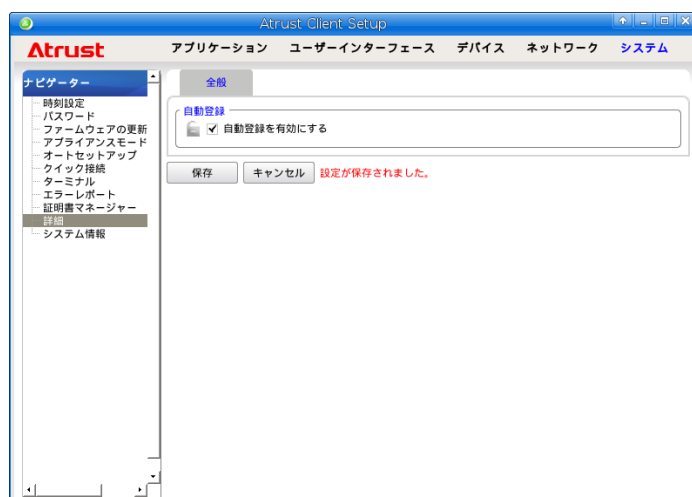 Atrust Client Setup
Atrust アプリケーション ユーザーインターフェース デバイス ネットワーク システム
ナビゲーター
時刻設定
パスワード
ファームウェアの更新
アプライアンスモード
オートセットアップ
クイック接続
ターミナル
エラーレポート
証明書マネージャー
詳細
システム情報
全般
自動登録
自動登録を有効にする
保存 キャンセル 設定が保存されました。